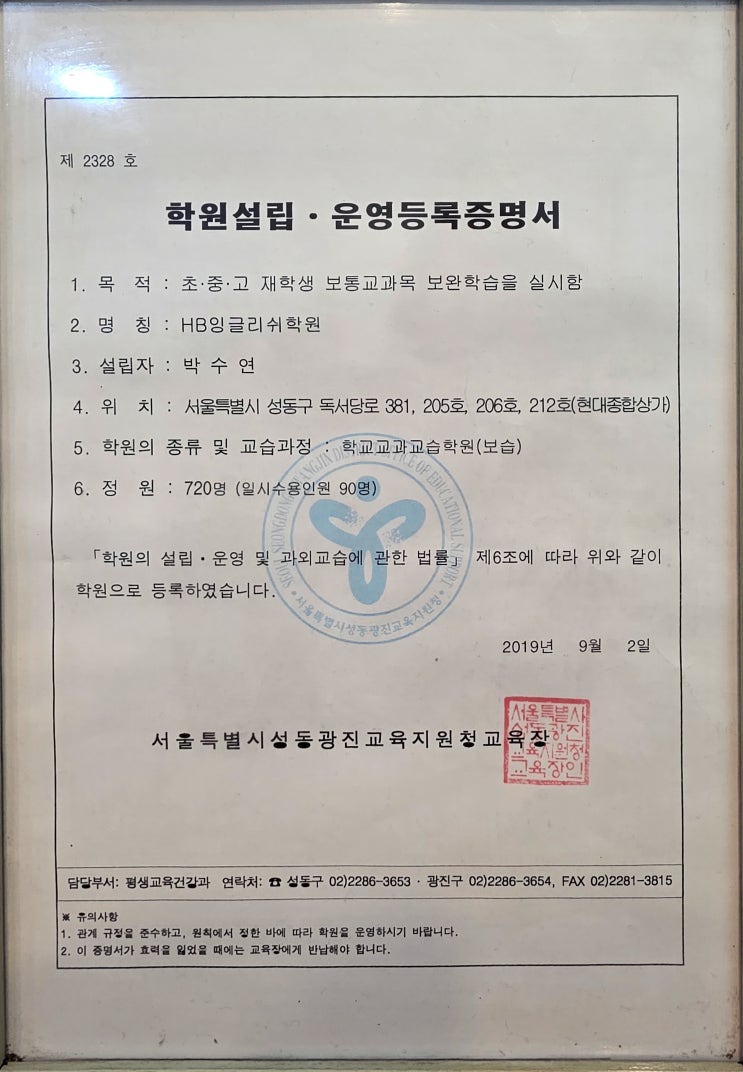 제 2328 호
학원설립·운영등록증명서
1. 목 적 : 초·중·고 재학생 보통교과목 보완학습을 실시함
2. 명 칭 : HB잉글리쉬학원
3. 설립자 : 박 수 연
4. 위 치 : 서울특별시 성동구 독서당로 381, 205호, 206호, 212호(현대종합상가)
5. 학원의 종류 및 교습과정 : 학교교과교습학원(보습)
6. 정 원 : 720명 (일시수용인원 90명)
「학원의 설립·운영 및 과외교습에 관한 법률」 제6조에 따라 위와 같이
학원으로 등록하였습니다.
서울특별시성동광진교육지원청
2019년 9월 2일
서울특별시성동광진교육지원청교육장
서울특별시
성동광진
교육지원청
교육장인
담당부서: 평생교육건강과 연락처: ☎ 성동구 02)2286-3653 · 광진구 02)2286-3654, FAX 02)2281-3815
※ 유의사항
1. 관계 규정을 준수하고, 원칙에서 정한 바에 따라 학원을 운영하시기 바랍니다.
2. 이 증명서가 효력을 잃었을 때에는 교육장에게 반납해야 합니다.